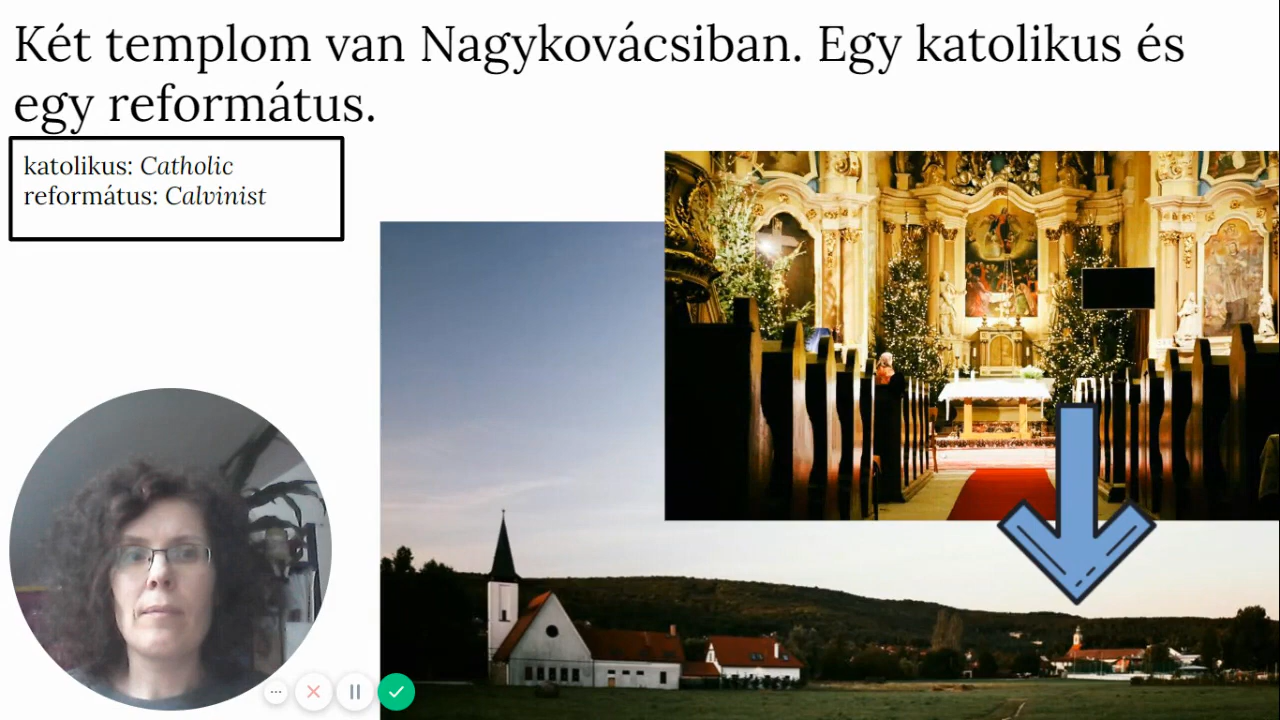 Két templom van Nagykovácsiban. Egy katolikus és
egy református.
katolikus: Catholic
református: Calvinist